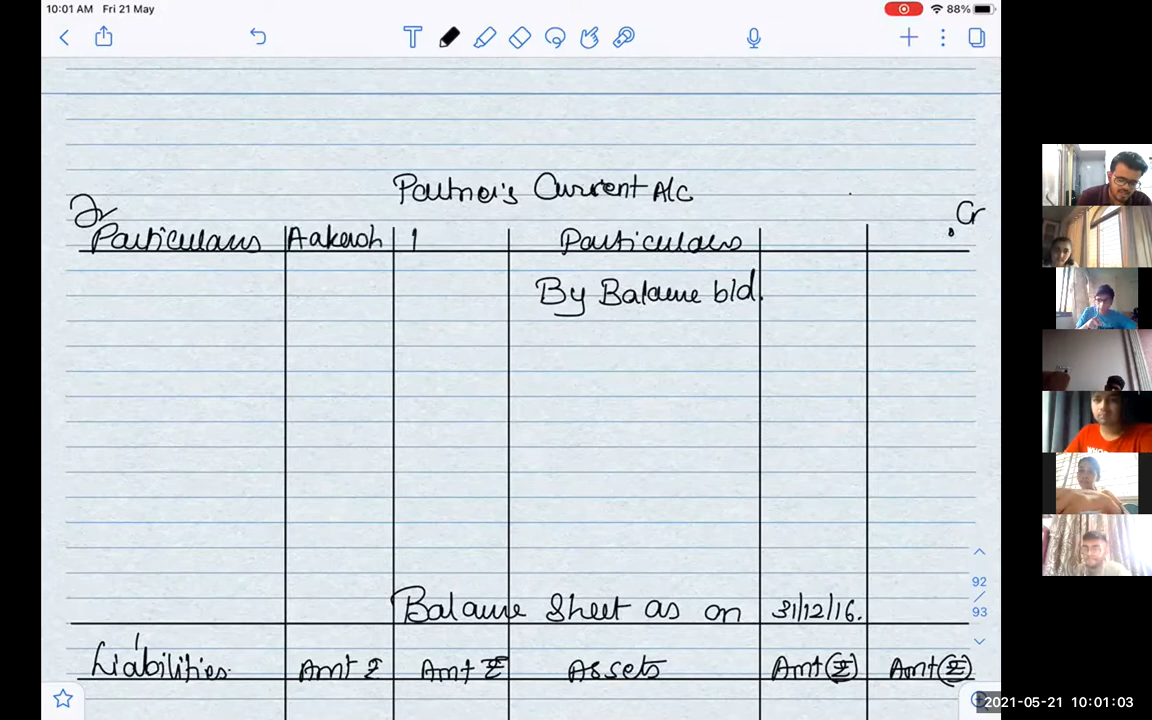 10:01 AM Fri 21 May 88%
Partner's Current A/c
Dr Cr
Particulars Aakash Particulars
By Balance b/d.
92
/
93
Balance Sheet as on 31/12/16.
Liabilities Amt ₹ Amt ₹ Assets Amt (₹) Amt (₹)
2021-05-21 10:01:03